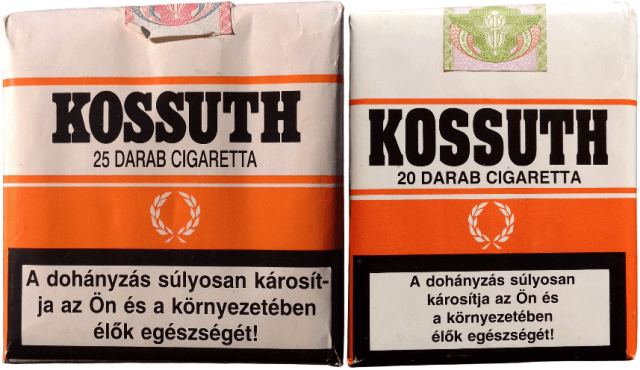 KOSSUTH
25 DARAB CIGARETTA
A dohányzás súlyosan károsít-
ja az Ön és a környezetében
élők egészségét!
KOSSUTH
20 DARAB CIGARETTA
A dohányzás súlyosan
károsítja az Ön és
a környezetében
élők egészségét!